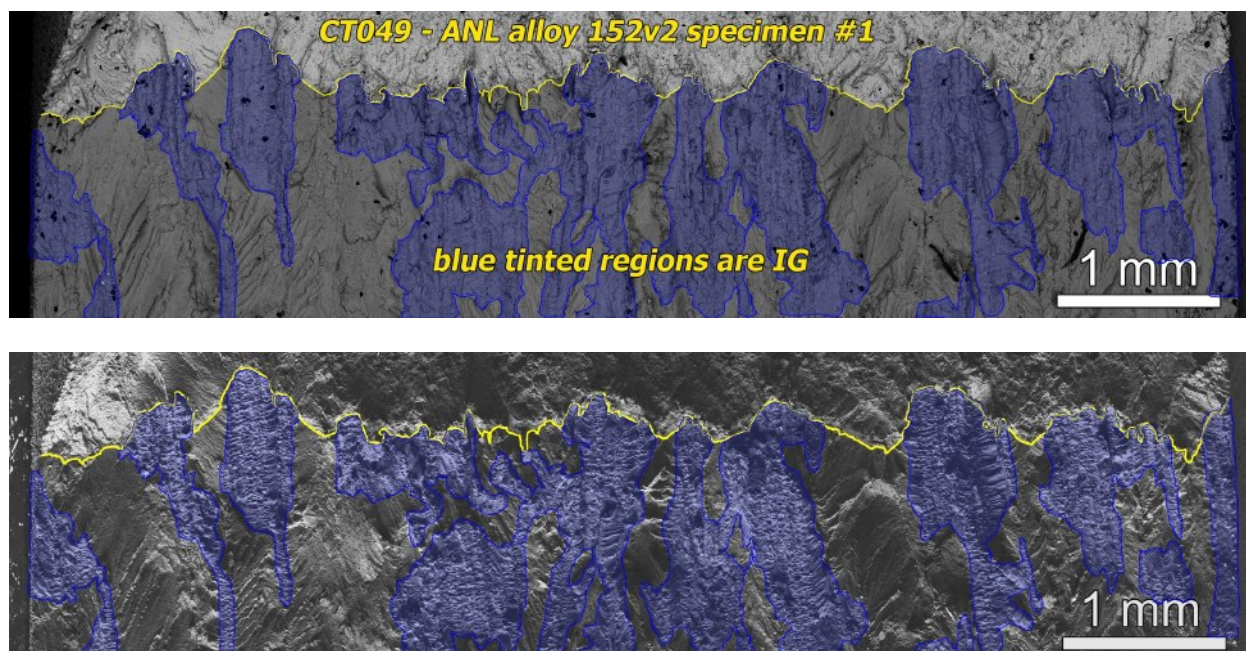 CT049 - ANL alloy 152v2 specimen #1
blue tinted regions are IG
1 mm
1 mm